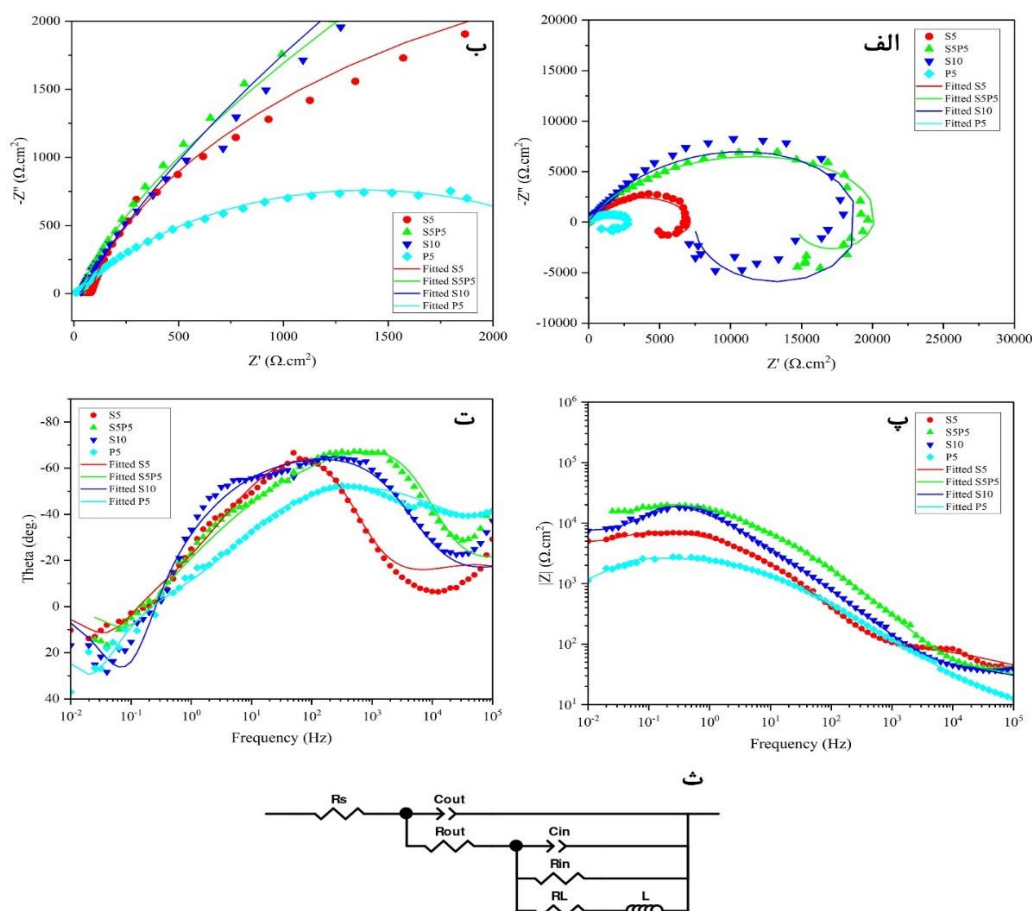 ب
2000
1500
1000
500
0
-Z'' (Ω.cm²)
0 500 1000 1500 2000
Z' (Ω.cm²)
S5
S5P5
S10
P5
Fitted S5
Fitted S5P5
Fitted S10
Fitted P5
الف
20000
15000
10000
5000
0
-5000
-10000
-Z'' (Ω.cm²)
0 5000 10000 15000 20000 25000 30000
Z' (Ω.cm²)
S5
S5P5
S10
P5
Fitted S5
Fitted S5P5
Fitted S10
Fitted P5
ت
-80
-60
-40
-20
0
20
40
Theta (deg.)
10⁻² 10⁻¹ 10⁰ 10¹ 10² 10³ 10⁴ 10⁵
Frequency (Hz)
S5
S5P5
S10
P5
Fitted S5
Fitted S5P5
Fitted S10
Fitted P5
پ
10⁶
10⁵
10⁴
10³
10²
10¹
|Z| (Ω.cm²)
10⁻² 10⁻¹ 10⁰ 10¹ 10² 10³ 10⁴ 10⁵
Frequency (Hz)
S5
S5P5
S10
P5
Fitted S5
Fitted S5P5
Fitted S10
Fitted P5
ث
Rs Cout
Rout Cin
Rin
RL L